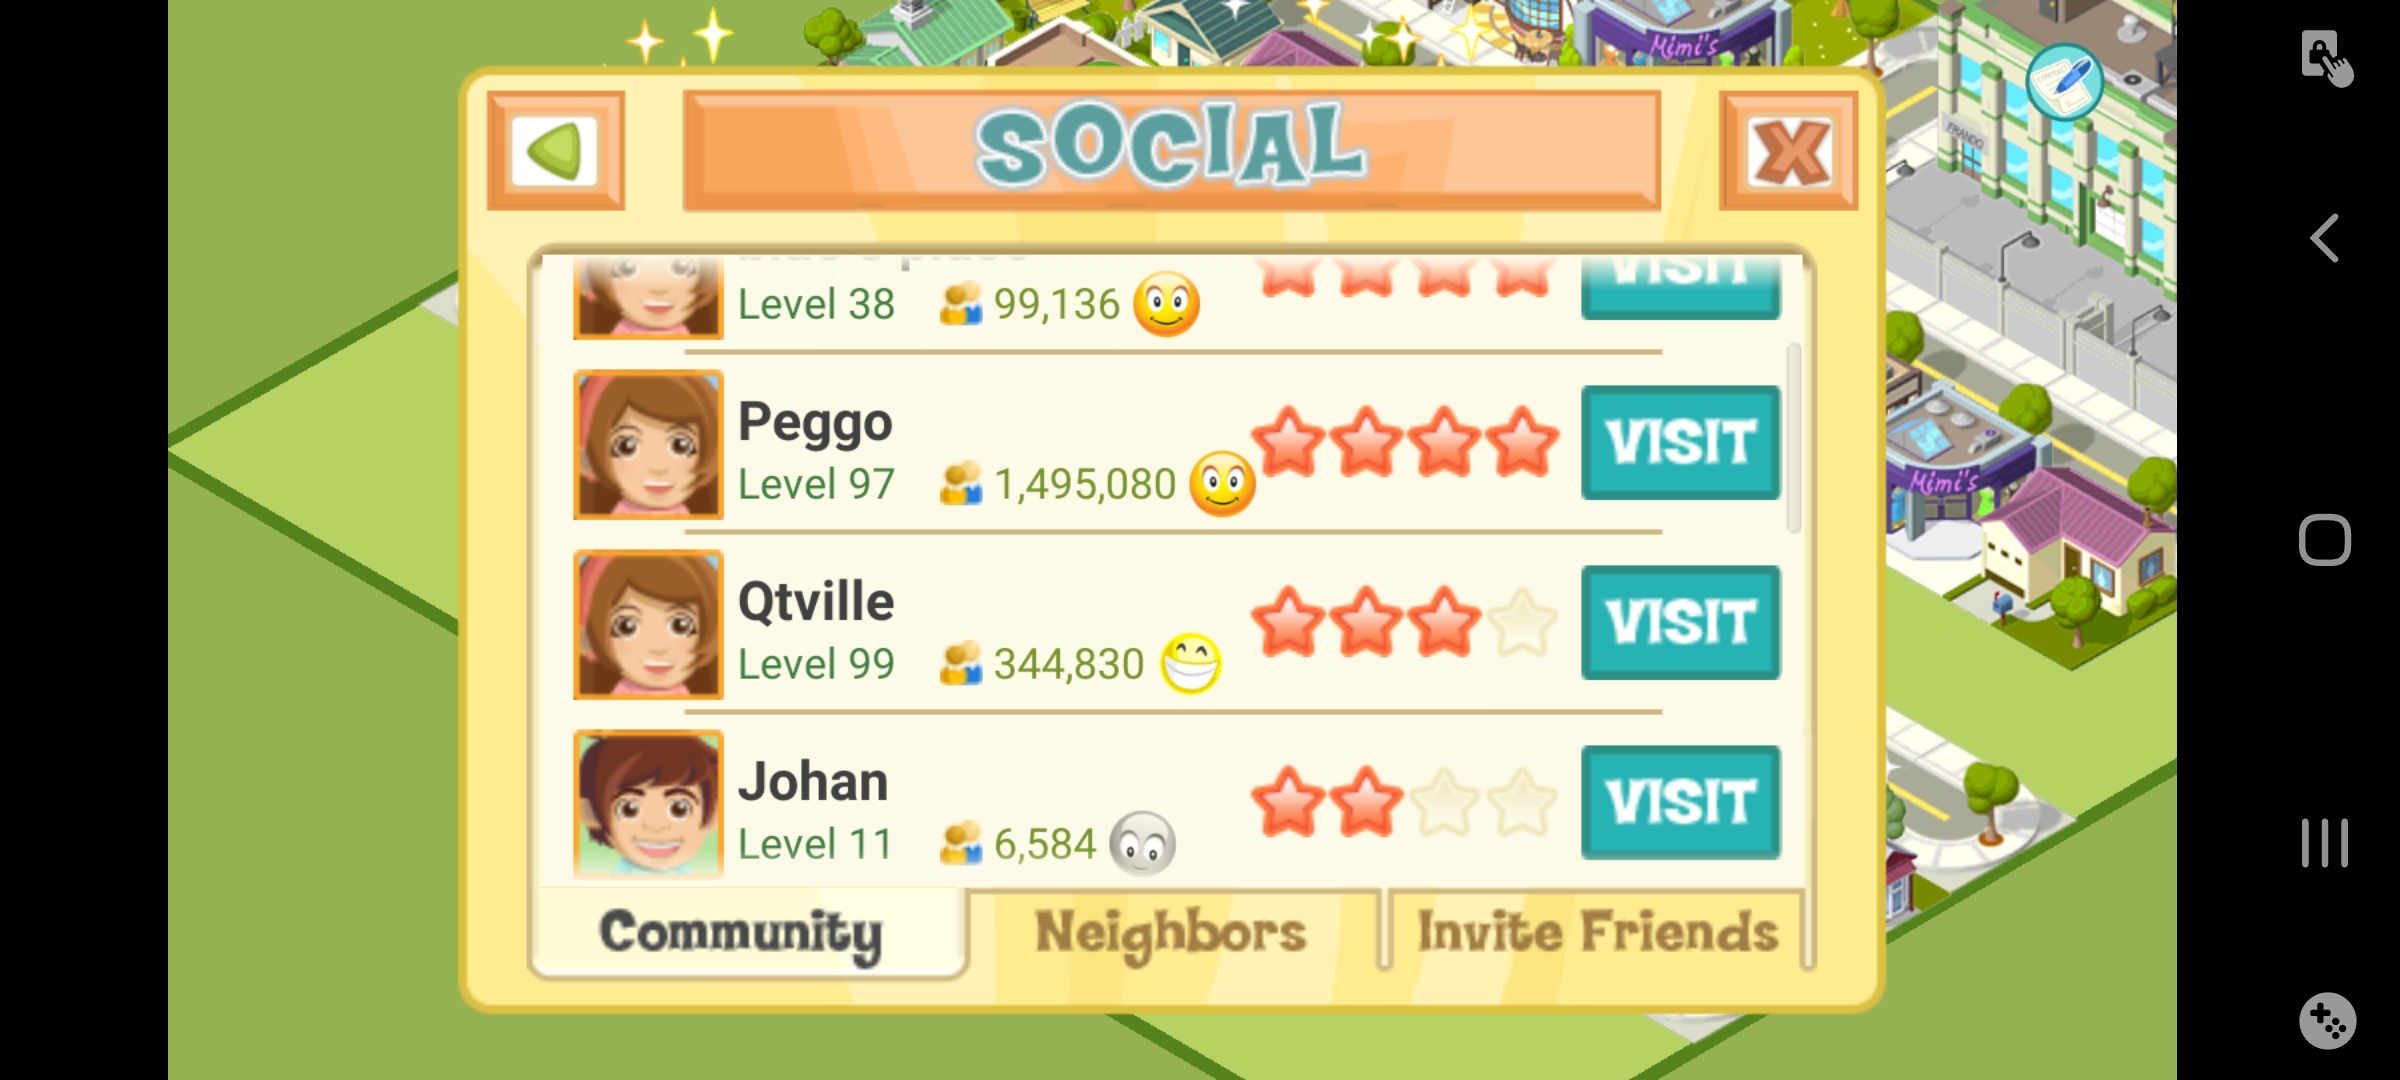 Mimi's
SOCIAL
VISIT
Level 38 99,136
Peggo
Level 97 1,495,080
VISIT
Qtville
Level 99 344,830
VISIT
Johan
Level 11 6,584
VISIT
Community Neighbors Invite Friends
Mimi's